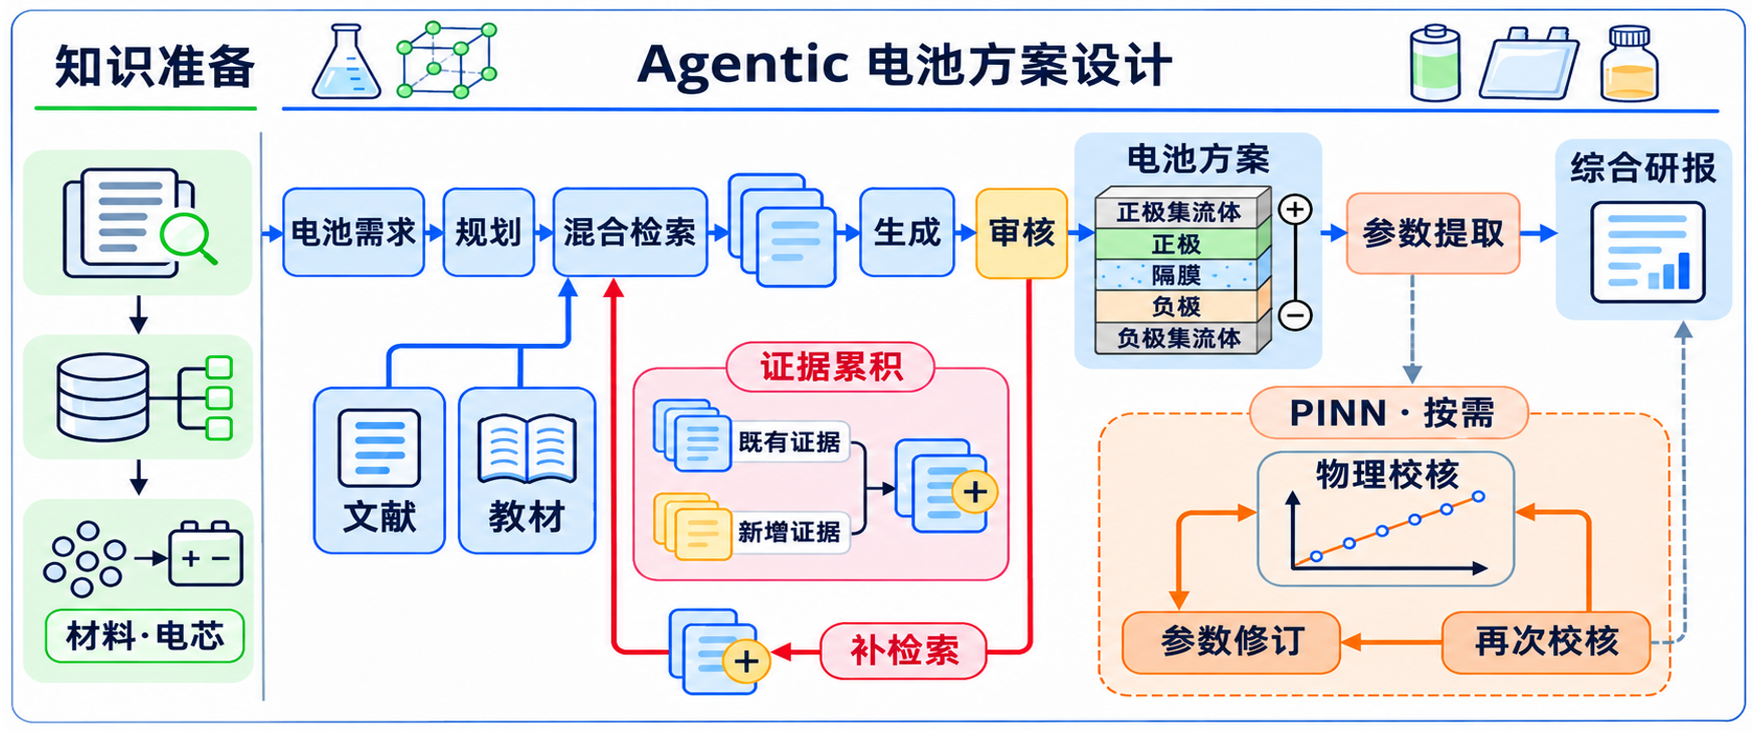 知识准备
Agentic 电池方案设计
材料·电芯
电池需求
规划
混合检索
生成
审核
电池方案
正极集流体
正极
隔膜
负极
负极集流体
参数提取
综合研报
文献
教材
证据累积
既有证据
新增证据
补检索
PINN · 按需
物理校核
参数修订
再次校核